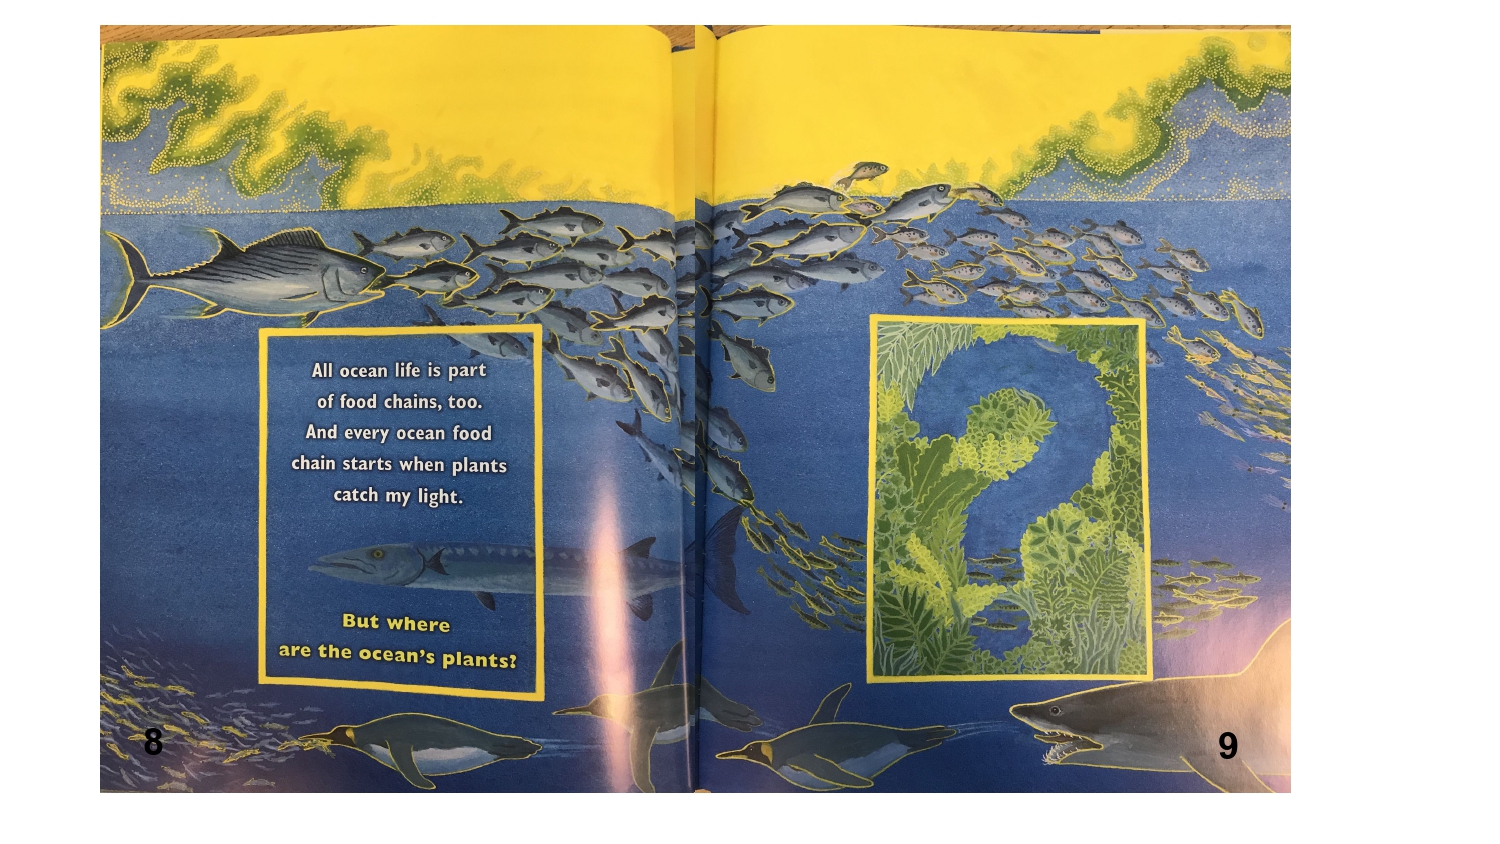 All ocean life is part
of food chains, too.
And every ocean food
chain starts when plants
catch my light.
But where
are the ocean's plants?
8
9